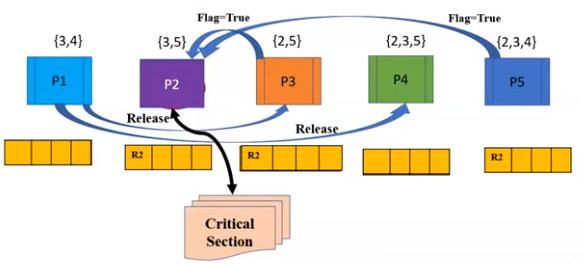 Flag=True
Flag=True
{3,4}
{3,5}
{2,5}
{2,3,5}
{2,3,4}
P1
P2
P3
P4
P5
Release
Release
R2
R2
R2
Critical
Section